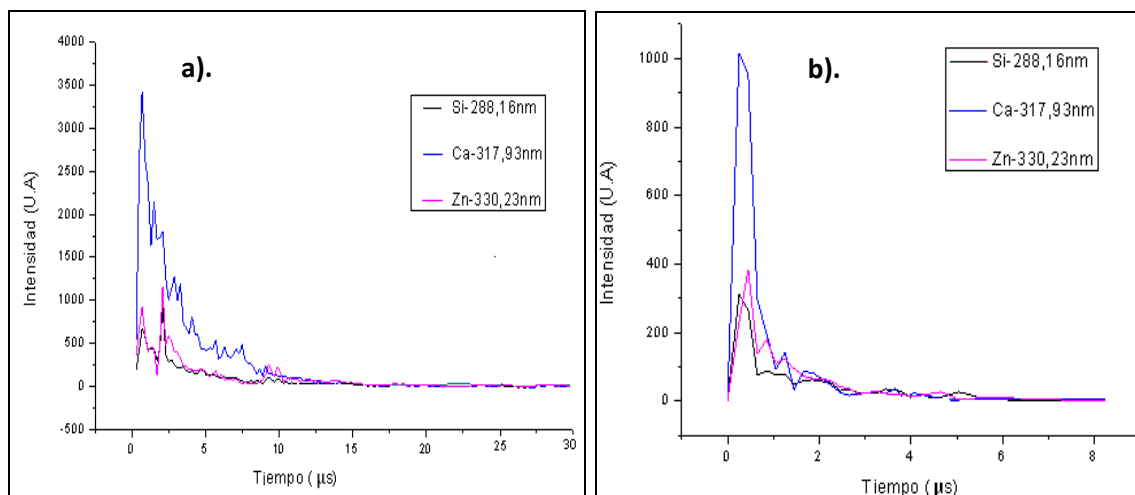 a).
Si-288,16nm
Ca-317,93nm
Zn-330,23nm
Intensidad (U.A)
4000
3500
3000
2500
2000
1500
1000
500
0
-500
0
5
10
15
20
25
30
Tiempo ( μs)
b).
Si-288,16nm
Ca-317,93nm
Zn-330,23nm
Intensidad (U.A)
1000
800
600
400
200
0
0
2
4
6
8
Tiempo ( μs)